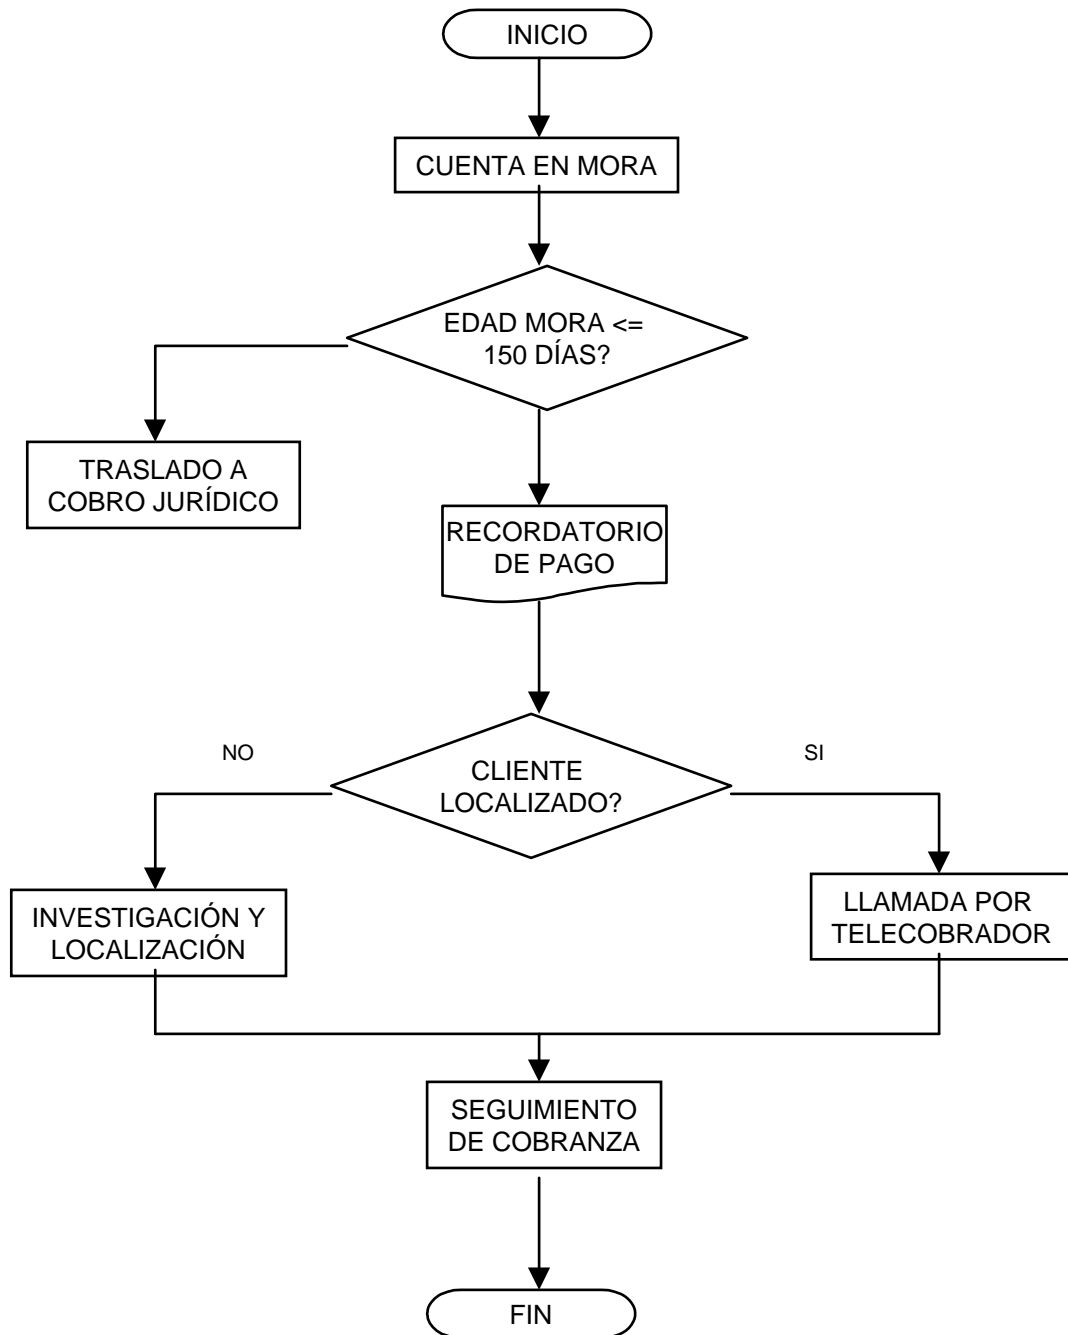 INICIO
CUENTA EN MORA
EDAD MORA <=
150 DÍAS?
TRASLADO A
COBRO JURÍDICO
RECORDATORIO
DE PAGO
NO
SI
CLIENTE
LOCALIZADO?
INVESTIGACIÓN Y
LOCALIZACIÓN
LLAMADA POR
TELECOBRADOR
SEGUIMIENTO
DE COBRANZA
FIN